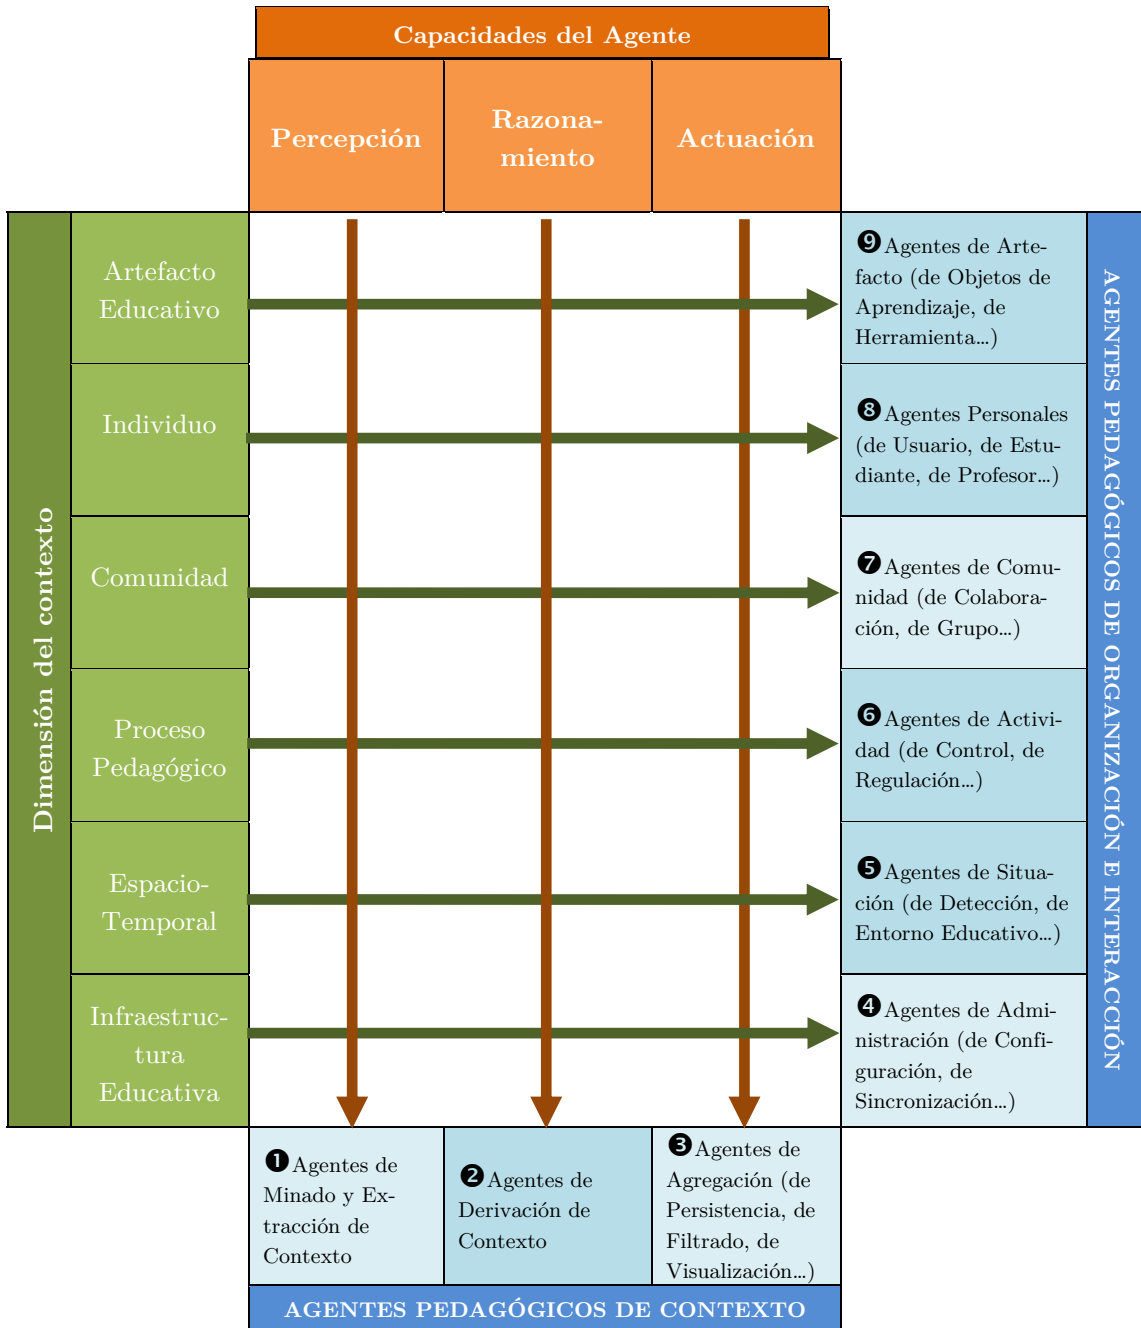 Capacidades del Agente
Percepción
Razona-
miento
Actuación
Dimensión del contexto
Artefacto
Educativo
❾Agentes de Arte-
facto (de Objetos de
Aprendizaje, de
Herramienta…)
Individuo
❽Agentes Personales
(de Usuario, de Estu-
diante, de Profesor…)
Comunidad
❼Agentes de Comu-
nidad (de Colabora-
ción, de Grupo…)
Proceso
Pedagógico
❻Agentes de Activi-
dad (de Control, de
Regulación…)
Espacio-
Temporal
❺Agentes de Situa-
ción (de Detección, de
Entorno Educativo…)
Infraestruc-
tura
Educativa
❹Agentes de Admi-
nistración (de Confi-
guración, de
Sincronización…)
AGENTES PEDAGÓGICOS DE ORGANIZACIÓN E INTERACCIÓN
❶Agentes de
Minado y Ex-
tracción de
Contexto
❷Agentes de
Derivación de
Contexto
❸Agentes de
Agregación (de
Persistencia, de
Filtrado, de
Visualización…)
AGENTES PEDAGÓGICOS DE CONTEXTO